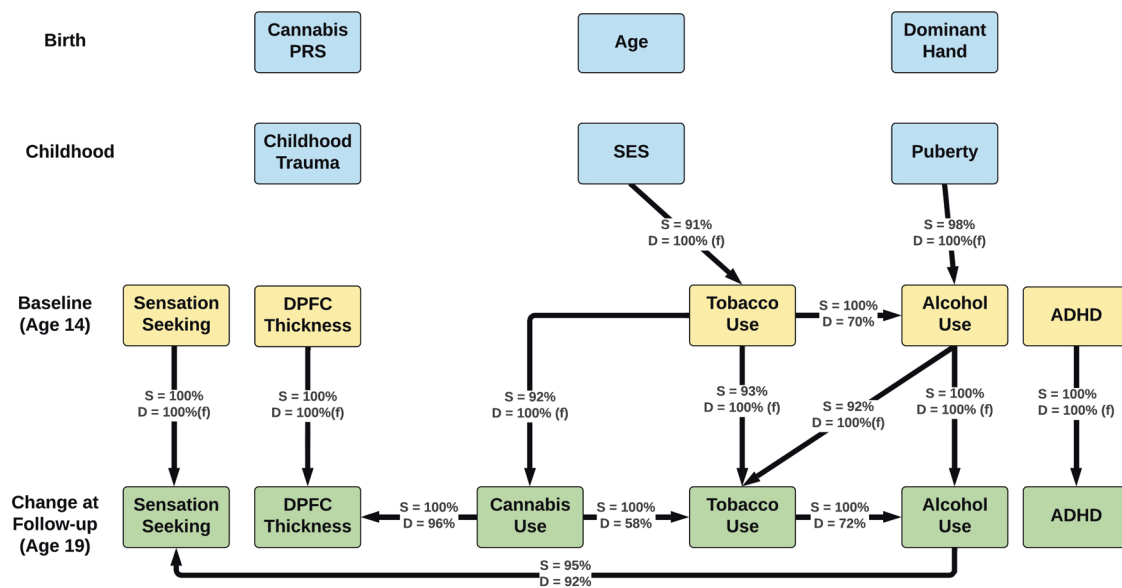 Birth
Cannabis
PRS
Age
Dominant
Hand
Childhood
Childhood
Trauma
SES
Puberty
S = 91%
D = 100% (f)
S = 98%
D = 100%(f)
Baseline
(Age 14)
Sensation
Seeking
DPFC
Thickness
Tobacco
Use
S = 100%
D = 70%
Alcohol
Use
ADHD
S = 100%
D = 100%(f)
S = 100%
D = 100%(f)
S = 92%
D = 100% (f)
S = 93%
D = 100% (f)
S = 92%
D = 100%(f)
S = 100%
D = 100% (f)
S = 100%
D = 100% (f)
Change at
Follow-up
(Age 19)
Sensation
Seeking
DPFC
Thickness
S = 100%
D = 96%
Cannabis
Use
S = 100%
D = 58%
Tobacco
Use
S = 100%
D = 72%
Alcohol
Use
ADHD
S = 95%
D = 92%